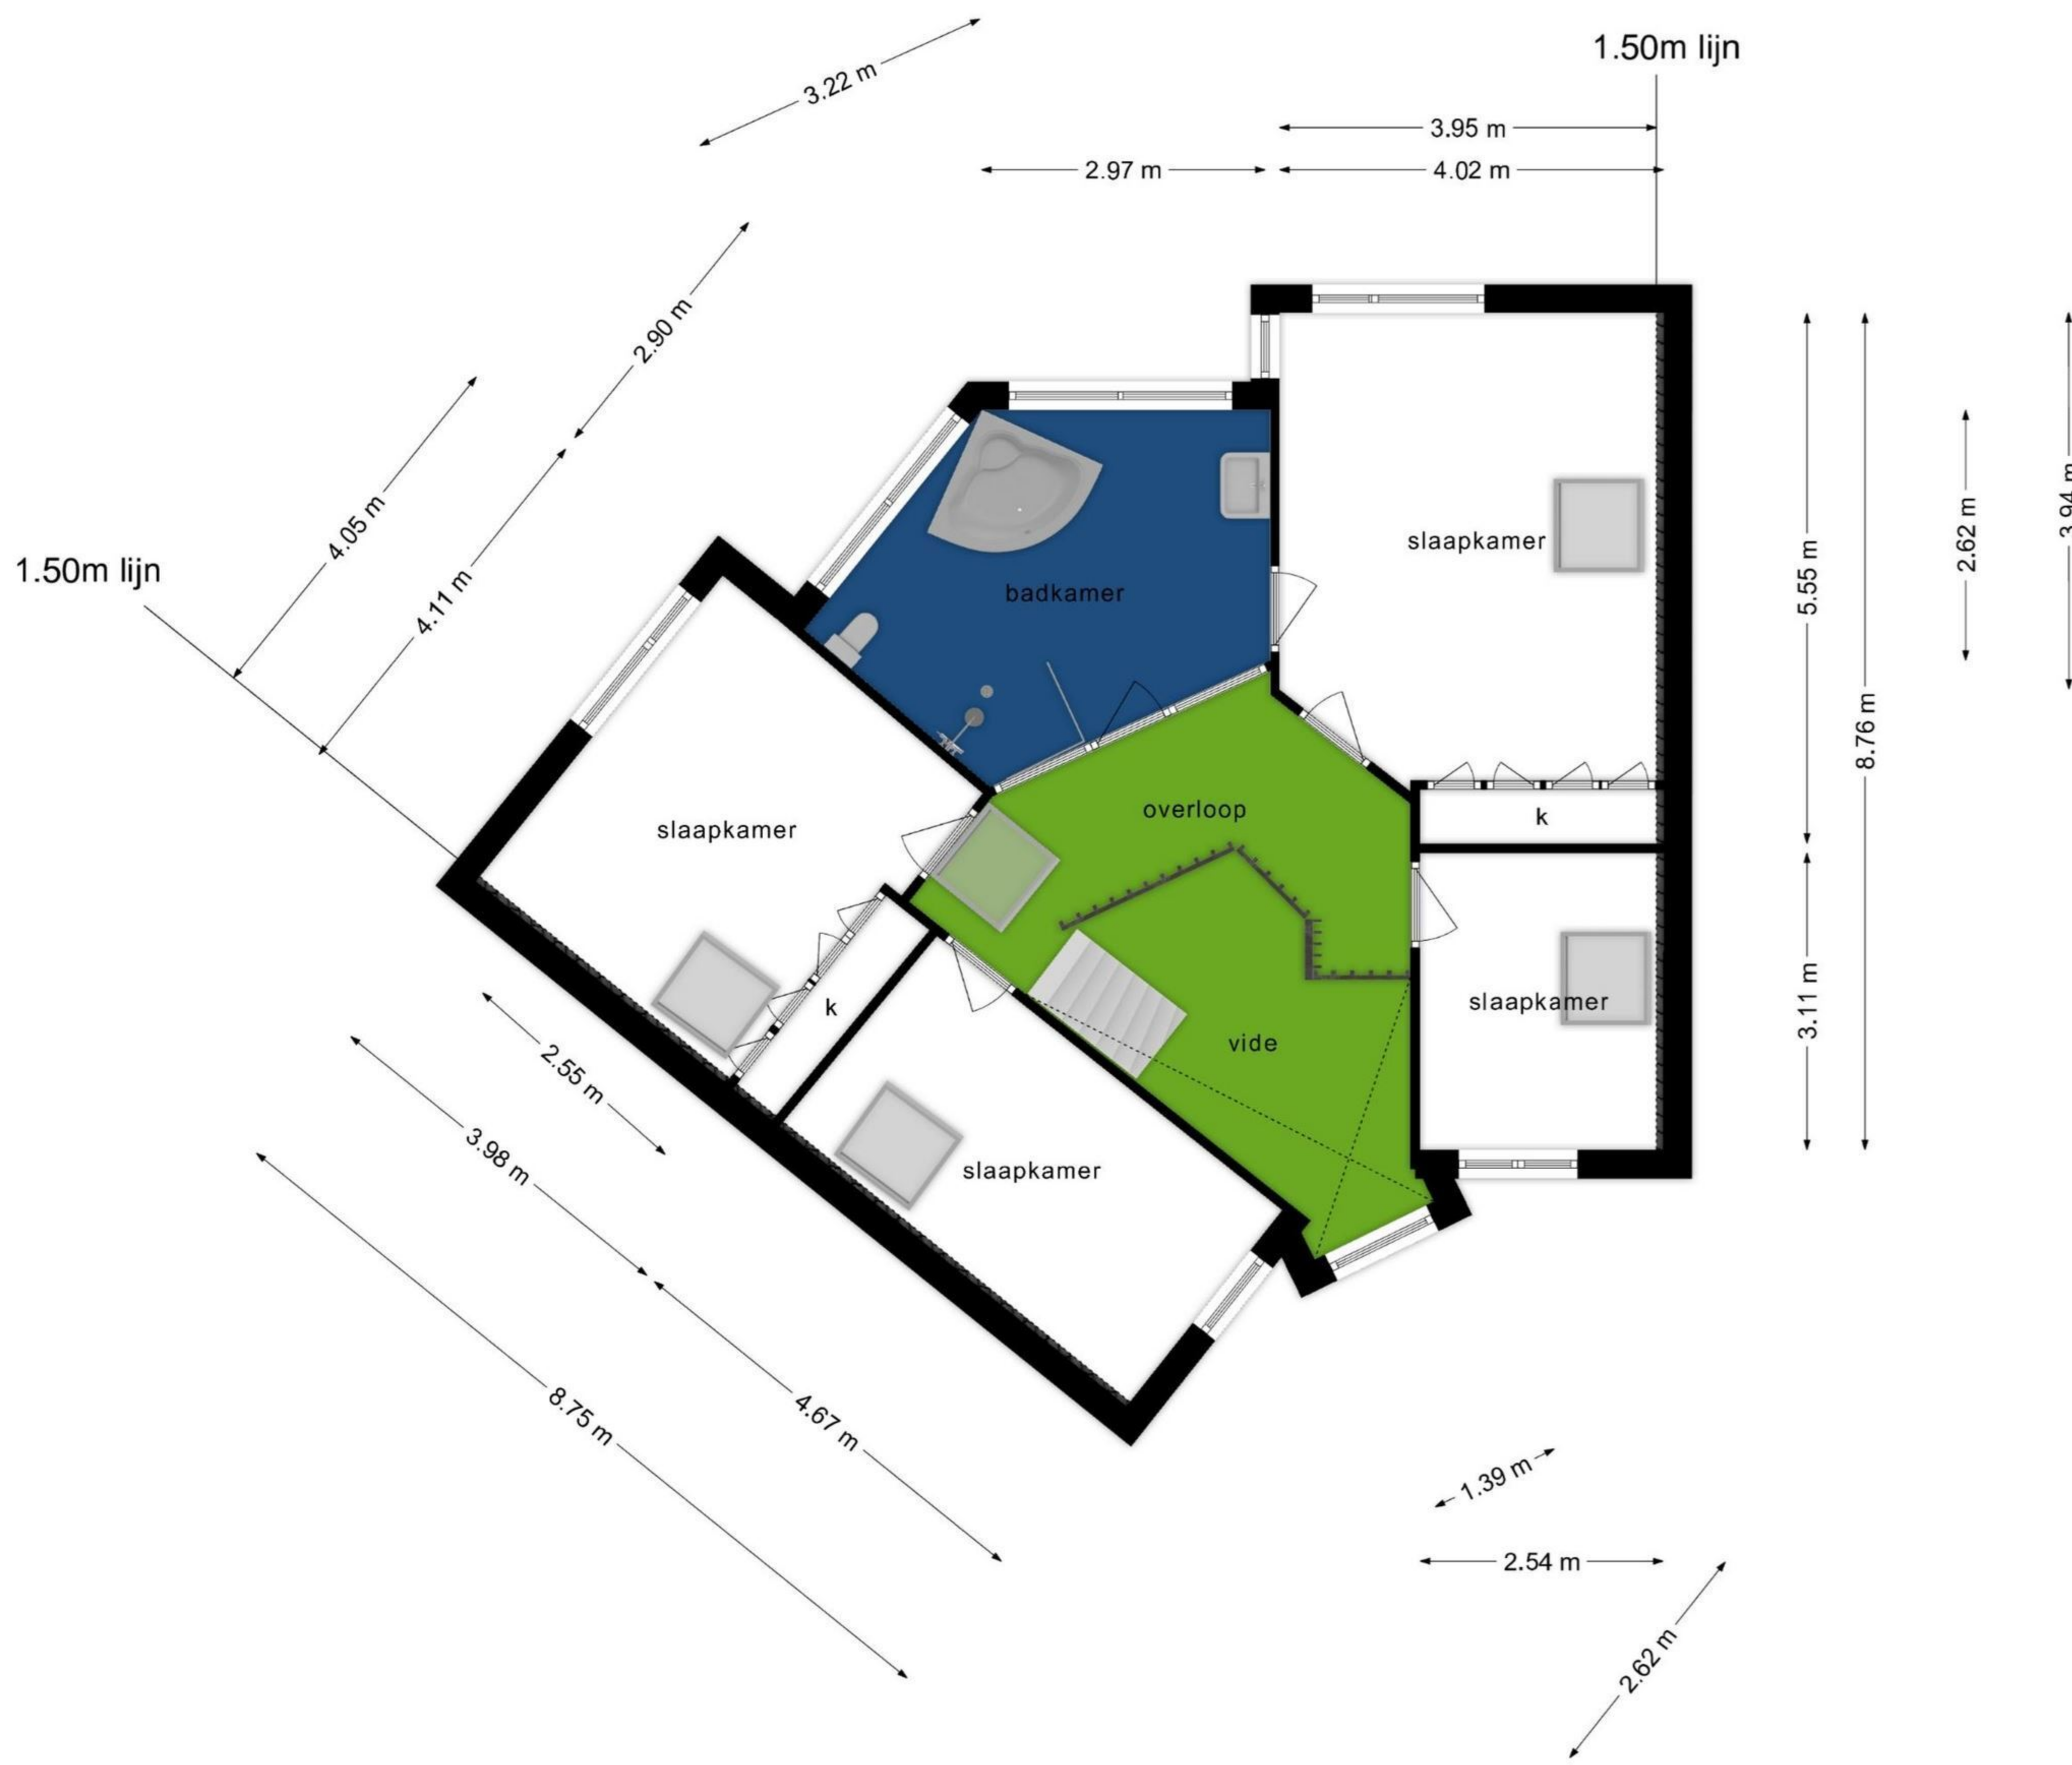 1.50m lijn
3.22 m
3.95 m
2.97 m
4.02 m
2.90 m
4.05 m
4.11 m
1.50m lijn
badkamer
slaapkamer
5.55 m
2.62 m
3.94 m
8.76 m
overloop
k
slaapkamer
k
slaapkamer
3.11 m
vide
2.55 m
3.98 m
slaapkamer
8.75 m
4.67 m
1.39 m
2.54 m
2.62 m